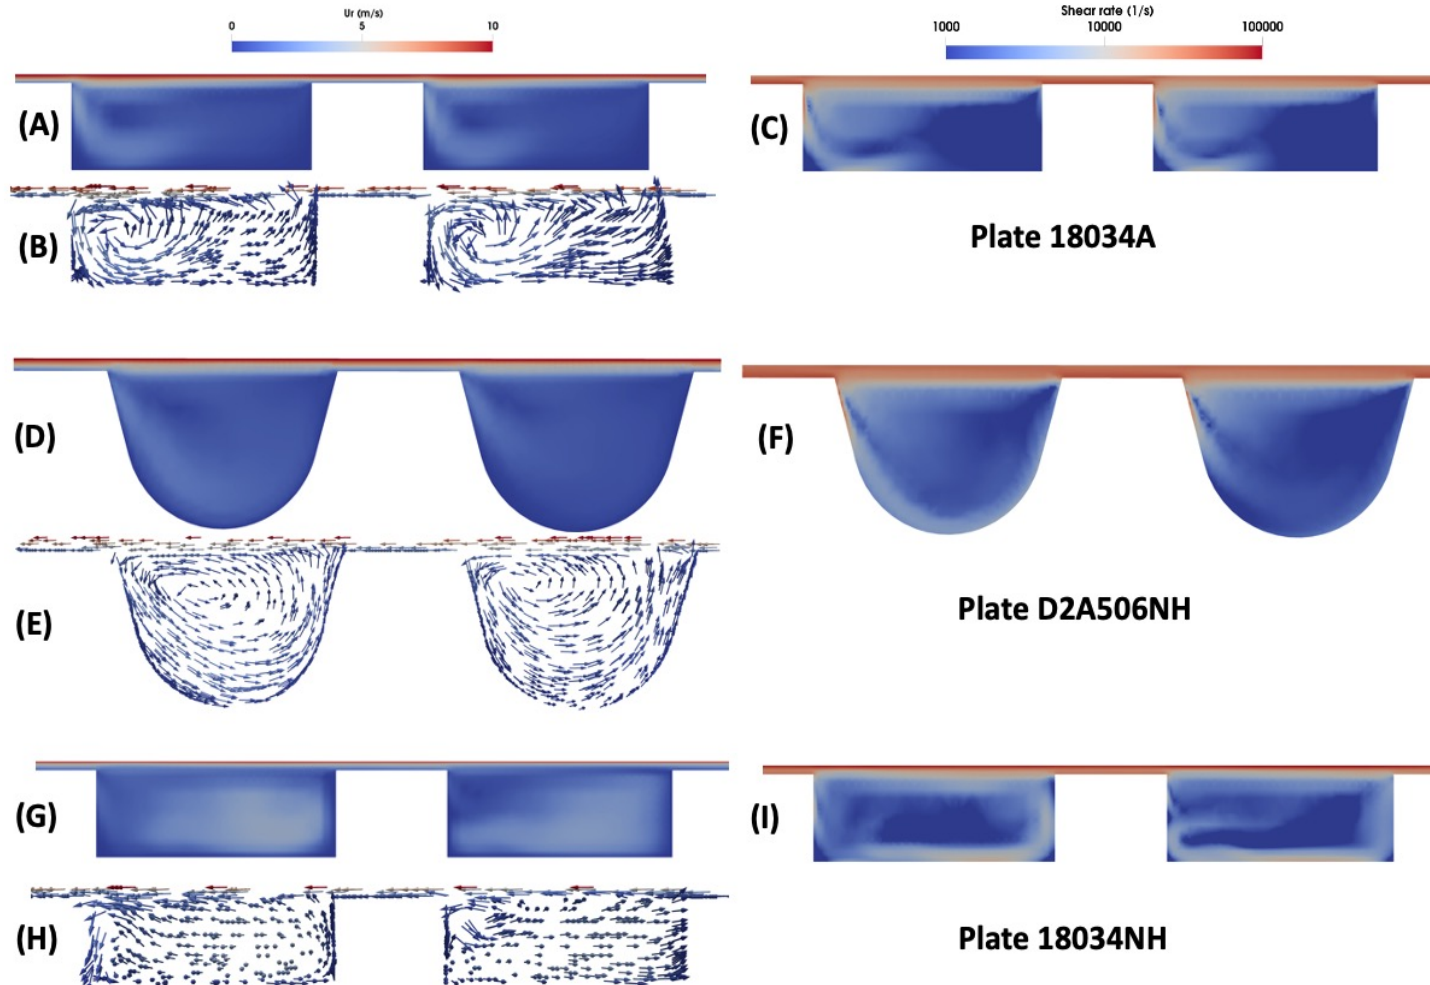 Ur (m/s)
0 5 10
Shear rate (1/s)
1000 10000 100000
(A)
(B)
(C)
Plate 18034A
(D)
(E)
(F)
Plate D2A506NH
(G)
(H)
(I)
Plate 18034NH